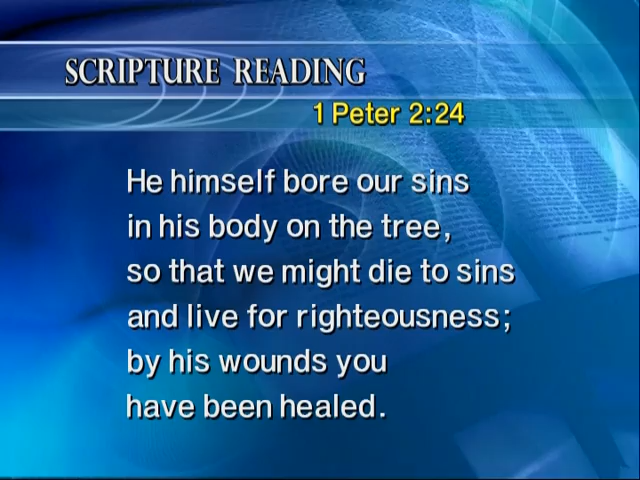 SCRIPTURE READING
1 Peter 2:24
He himself bore our sins
in his body on the tree,
so that we might die to sins
and live for righteousness;
by his wounds you
have been healed.